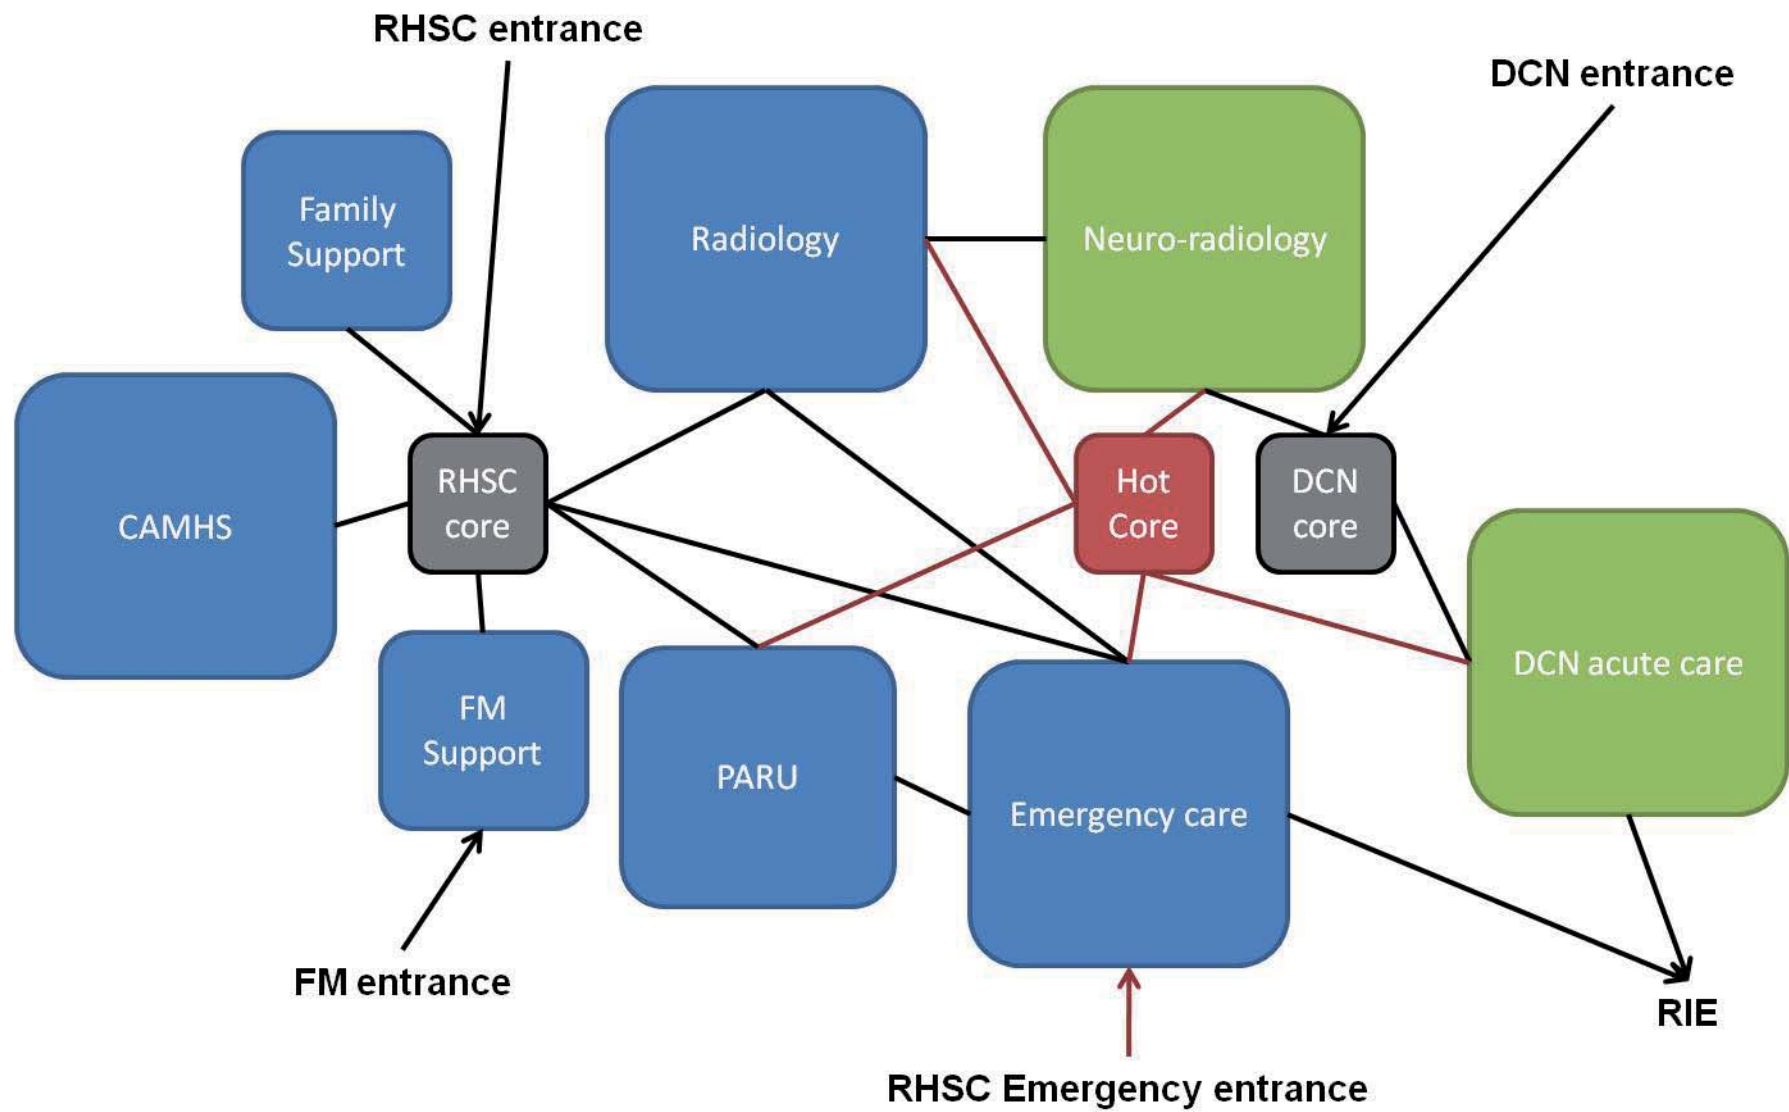 RHSC entrance
DCN entrance
Family
Support
Radiology
Neuro-radiology
CAMHS
RHSC
core
Hot
Core
DCN
core
FM
Support
PARU
Emergency care
DCN acute care
FM entrance
RIE
RHSC Emergency entrance